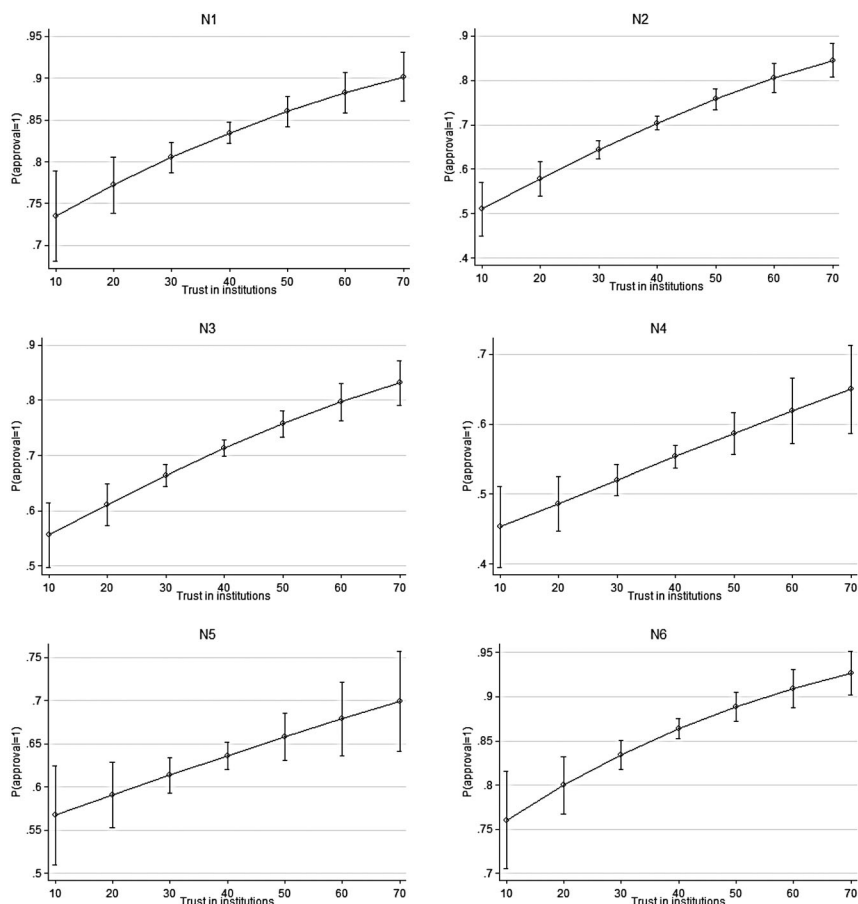 N1
P(approval=1)
.95
.9
.85
.8
.75
.7
10 20 30 40 50 60 70
Trust in institutions
N2
P(approval=1)
.9
.8
.7
.6
.5
.4
10 20 30 40 50 60 70
Trust in institutions
N3
P(approval=1)
.9
.8
.7
.6
.5
10 20 30 40 50 60 70
Trust in institutions
N4
P(approval=1)
.7
.6
.5
.4
10 20 30 40 50 60 70
Trust in institutions
N5
P(approval=1)
.75
.7
.65
.6
.55
.5
10 20 30 40 50 60 70
Trust in institutions
N6
P(approval=1)
.95
.9
.85
.8
.75
.7
10 20 30 40 50 60 70
Trust in institutions